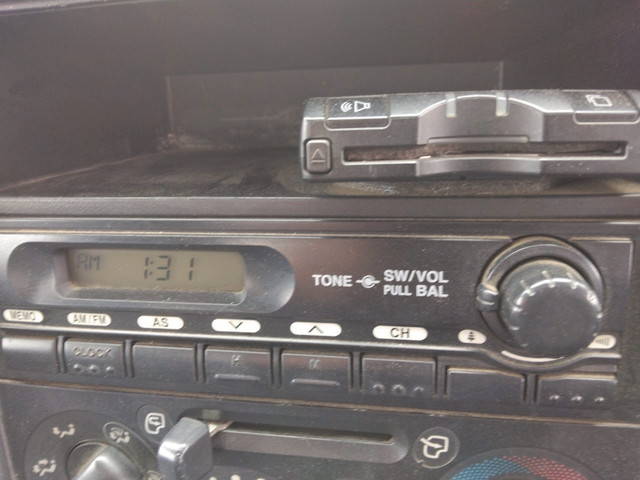 AM 1:31
TONE SW/VOL
PULL BAL
MEMO AM/FM AS CH
CLOCK H M